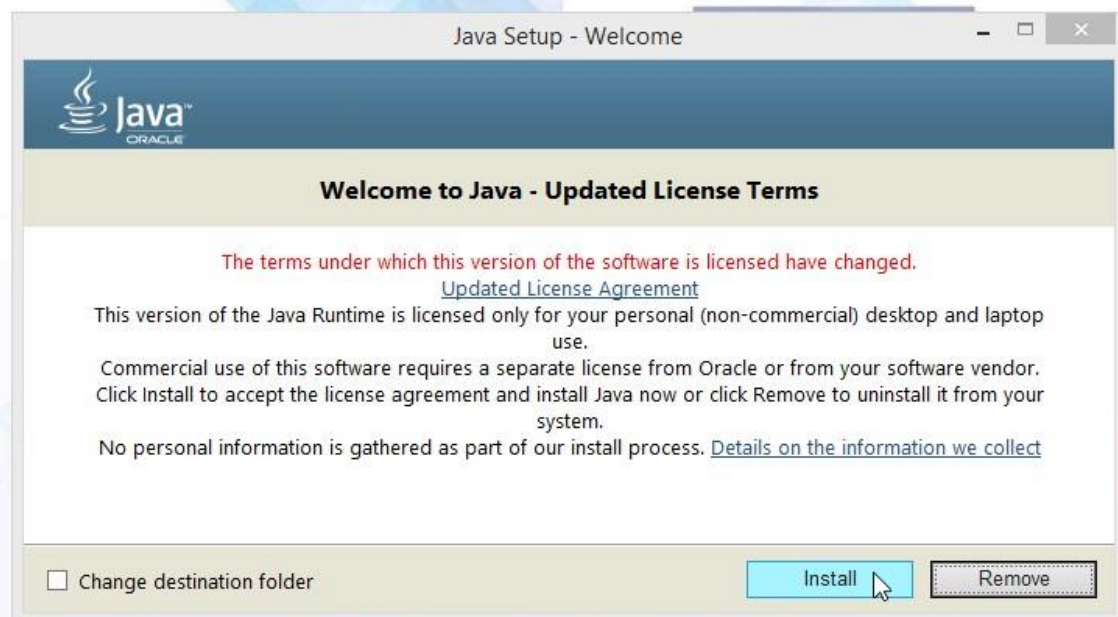 Java Setup - Welcome
Java™
ORACLE
Welcome to Java - Updated License Terms
The terms under which this version of the software is licensed have changed.
Updated License Agreement
This version of the Java Runtime is licensed only for your personal (non-commercial) desktop and laptop
use.
Commercial use of this software requires a separate license from Oracle or from your software vendor.
Click Install to accept the license agreement and install Java now or click Remove to uninstall it from your
system.
No personal information is gathered as part of our install process. Details on the information we collect
Change destination folder
Install
Remove